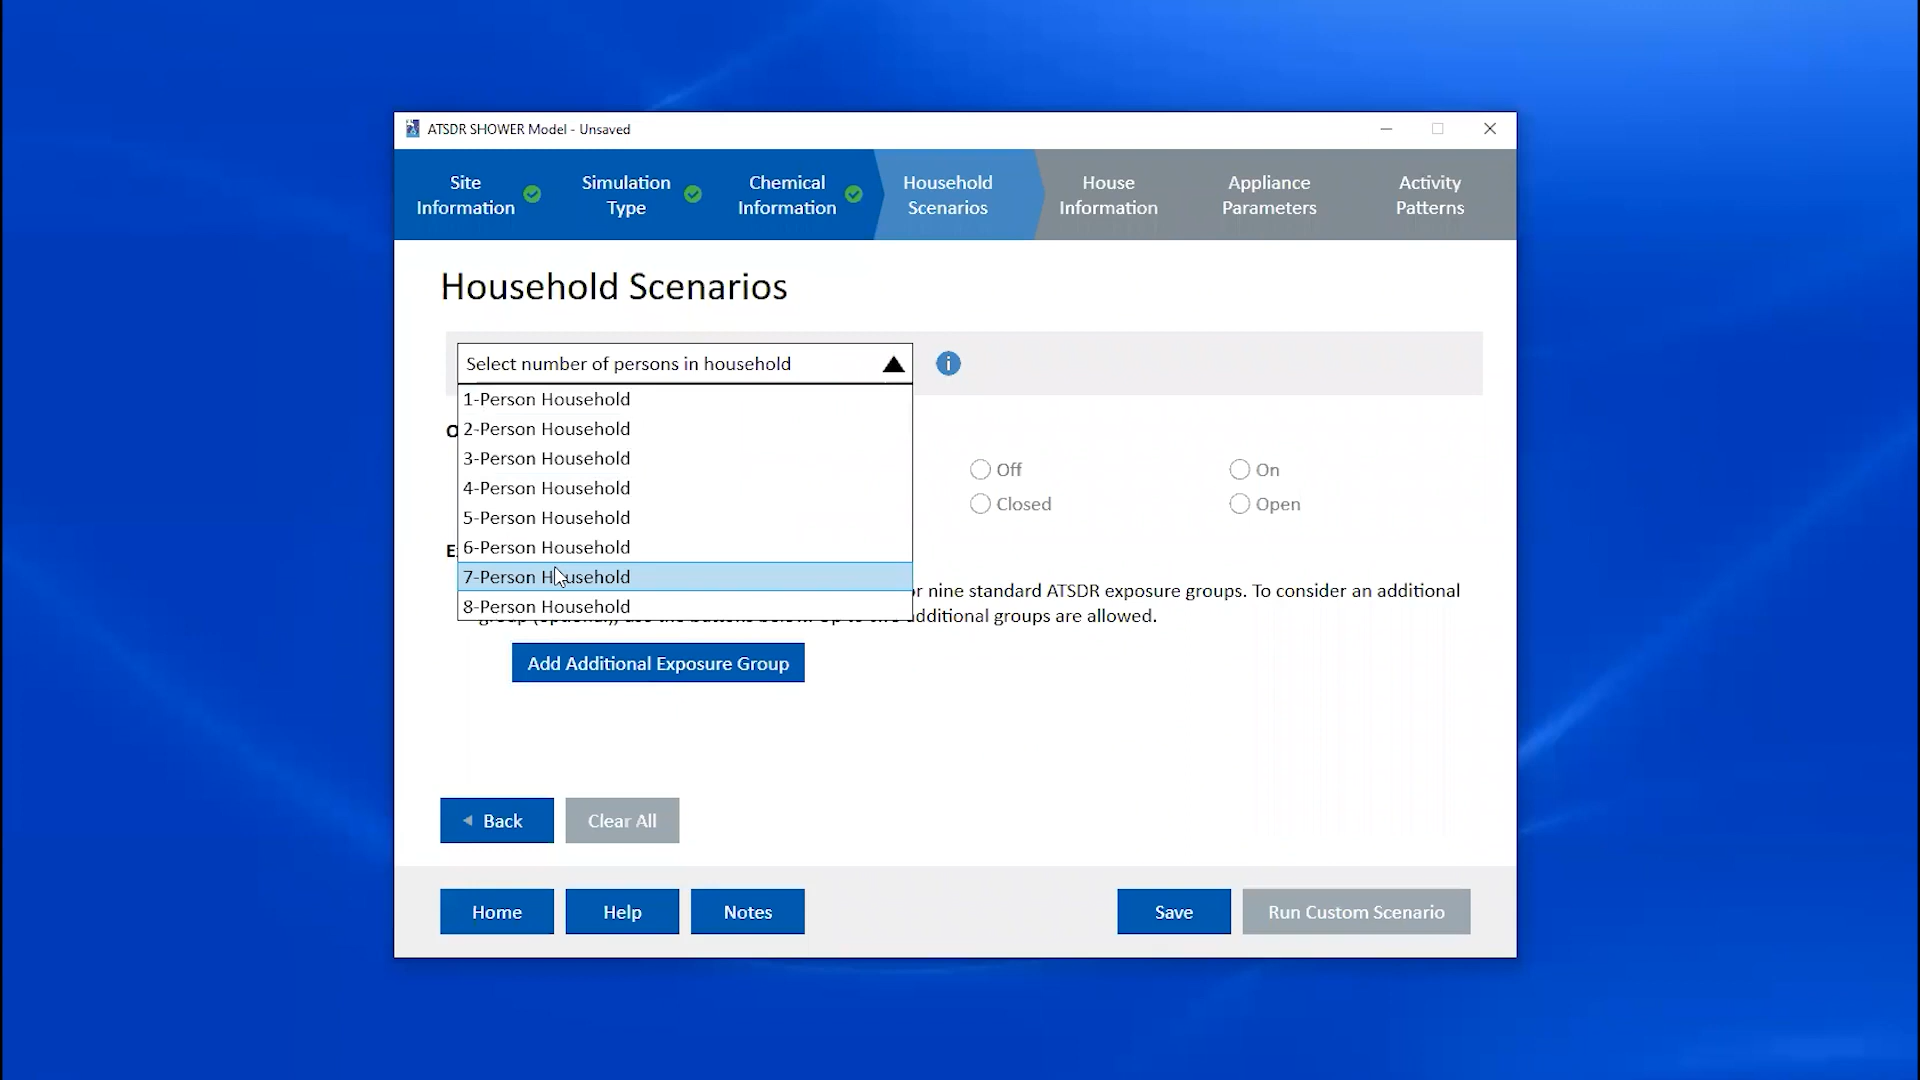 ATSDR SHOWER Model - Unsaved
Site Information
Simulation Type
Chemical Information
Household Scenarios
House Information
Appliance Parameters
Activity Patterns
Household Scenarios
Select number of persons in household
1-Person Household
2-Person Household
3-Person Household
4-Person Household
5-Person Household
6-Person Household
7-Person Household
8-Person Household
Off
On
Closed
Open
nine standard ATSDR exposure groups. To consider an additional
additional groups are allowed.
Add Additional Exposure Group
Back
Clear All
Home
Help
Notes
Save
Run Custom Scenario